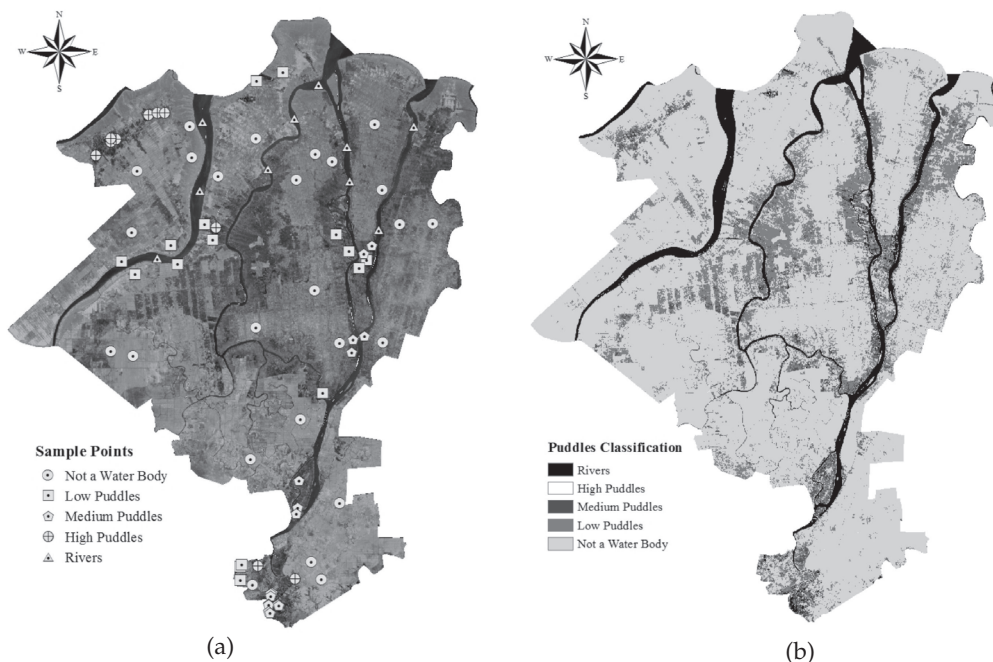 N
W E
S
Sample Points
Not a Water Body
Low Puddles
Medium Puddles
High Puddles
Rivers
(a)
N
W E
S
Puddles Classification
Rivers
High Puddles
Medium Puddles
Low Puddles
Not a Water Body
(b)